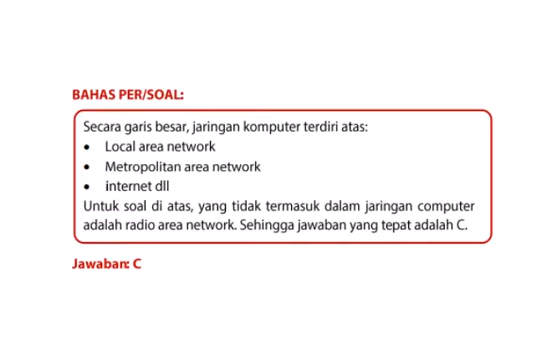 BAHAS PER/SOAL:
Secara garis besar, jaringan komputer terdiri atas:
• Local area network
• Metropolitan area network
• internet dll
Untuk soal di atas, yang tidak termasuk dalam jaringan computer
adalah radio area network. Sehingga jawaban yang tepat adalah C.
Jawaban: C